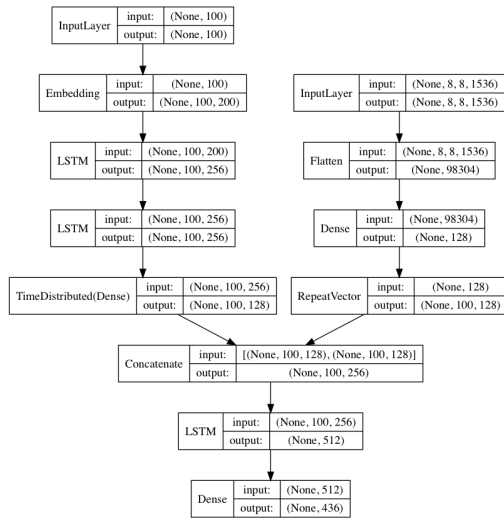 InputLayer input: (None, 100)
output: (None, 100)
Embedding input: (None, 100)
output: (None, 100, 200)
LSTM input: (None, 100, 200)
output: (None, 100, 256)
LSTM input: (None, 100, 256)
output: (None, 100, 256)
TimeDistributed(Dense) input: (None, 100, 256)
output: (None, 100, 128)
InputLayer input: (None, 8, 8, 1536)
output: (None, 8, 8, 1536)
Flatten input: (None, 8, 8, 1536)
output: (None, 98304)
Dense input: (None, 98304)
output: (None, 128)
RepeatVector input: (None, 128)
output: (None, 100, 128)
Concatenate input: [(None, 100, 128), (None, 100, 128)]
output: (None, 100, 256)
LSTM input: (None, 100, 256)
output: (None, 512)
Dense input: (None, 512)
output: (None, 436)